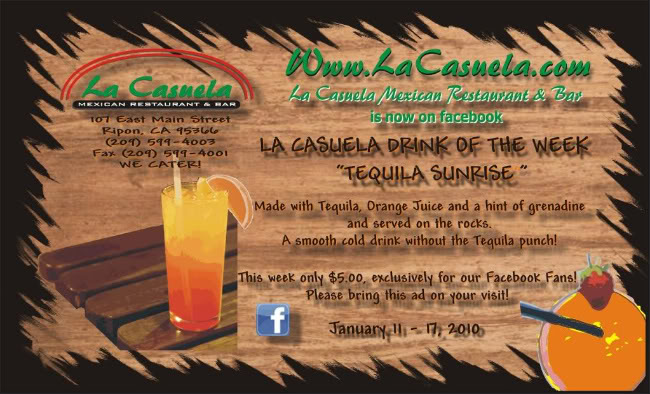 La Casuela
MEXICAN RESTAURANT & BAR
107 East Main Street
Ripon, CA 95366
(209) 599-4003
Fax (209) 599-4001
WE CATER!
Www.LaCasuela.com
La Casuela Mexican Restaurant & Bar
is now on facebook
LA CASUELA DRINK OF THE WEEK
"TEQUILA SUNRISE "
Made with Tequila, Orange Juice and a hint of grenadine
and served on the rocks.
A smooth cold drink without the Tequila punch!
This week only $5.00, exclusively for our Facebook Fans!
Please bring this ad on your visit!
f
January 11 - 17, 2010